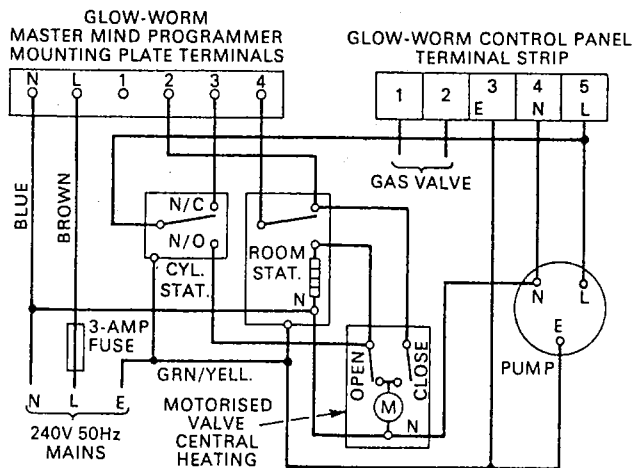 GLOW-WORM
MASTER MIND PROGRAMMER
MOUNTING PLATE TERMINALS
N L 1 2 3 4
GLOW-WORM CONTROL PANEL
TERMINAL STRIP
1 2 3 4 5
E N L
GAS VALVE
BLUE
BROWN
N/C
N/O
CYL.
STAT.
ROOM
STAT.
N
3-AMP
FUSE
GRN/YELL.
N L E
240V 50Hz
MAINS
MOTORISED
VALVE
CENTRAL
HEATING
OPEN
CLOSE
M
N
N L
E
PUMP